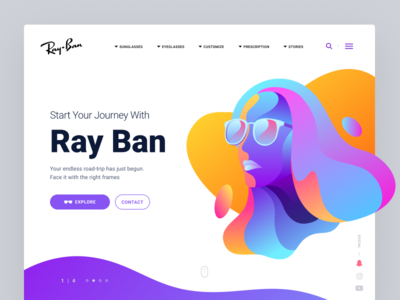 Ray-Ban
SUNGLASSES EYEGLASSES CUSTOMIZE PRESCRIPTION STORIES
Start Your Journey With
Ray Ban
Your endless road-trip has just begun.
Face it with the right frames
EXPLORE CONTACT
1 | 4